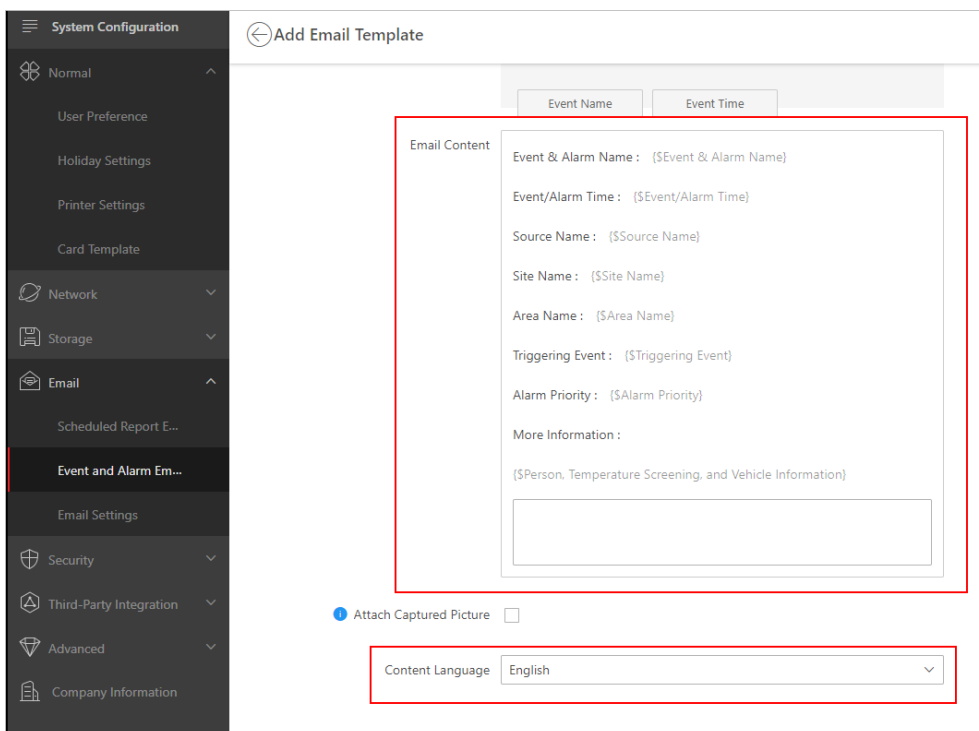 System Configuration
Add Email Template
Normal
User Preference
Holiday Settings
Printer Settings
Card Template
Network
Storage
Email
Scheduled Report E...
Event and Alarm Em...
Email Settings
Security
Third-Party Integration
Advanced
Company Information
Event Name Event Time
Email Content
Event & Alarm Name : {$Event & Alarm Name}
Event/Alarm Time : {$Event/Alarm Time}
Source Name : {$Source Name}
Site Name : {$Site Name}
Area Name : {$Area Name}
Triggering Event : {$Triggering Event}
Alarm Priority : {$Alarm Priority}
More Information :
{$Person, Temperature Screening, and Vehicle Information}
Attach Captured Picture
Content Language English